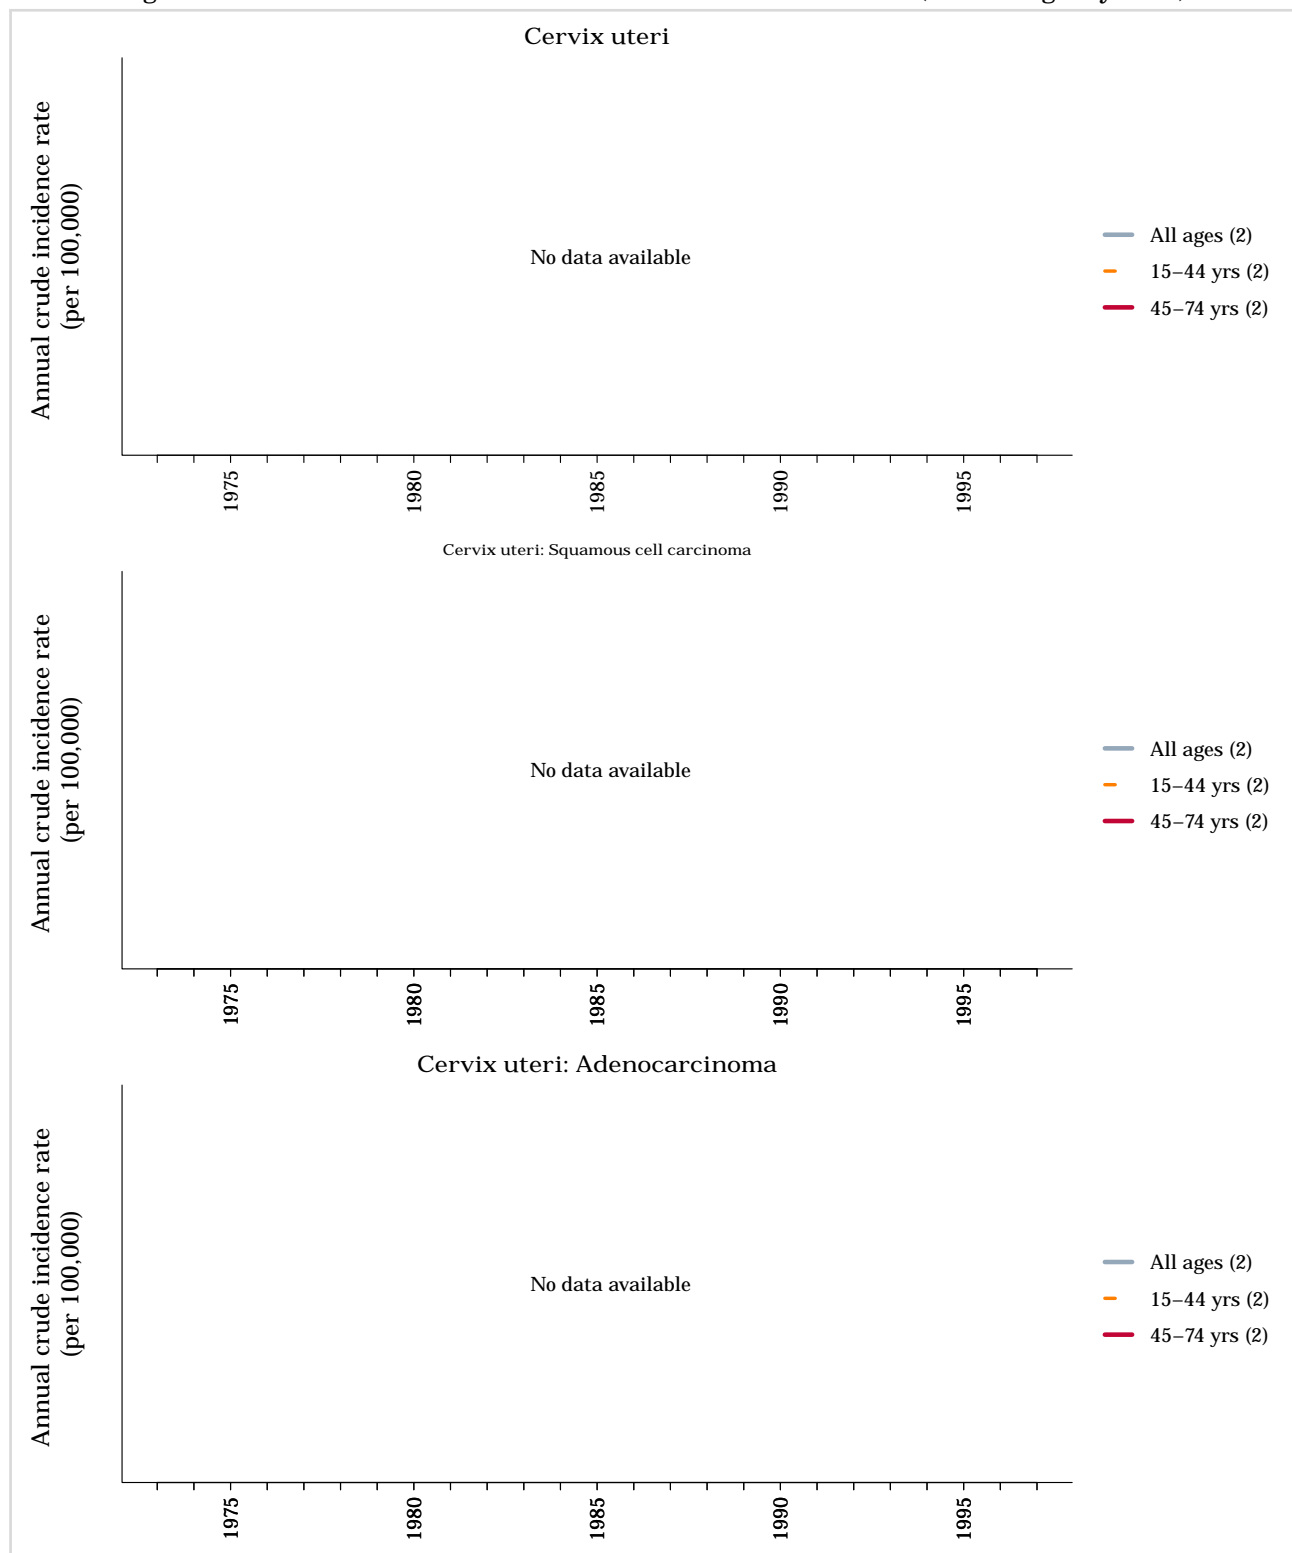 Cervix uteri
Annual crude incidence rate
(per 100,000)
No data available
All ages (2)
15–44 yrs (2)
45–74 yrs (2)
1975
1980
1985
1990
1995
Cervix uteri: Squamous cell carcinoma
Annual crude incidence rate
(per 100,000)
No data available
All ages (2)
15–44 yrs (2)
45–74 yrs (2)
1975
1980
1985
1990
1995
Cervix uteri: Adenocarcinoma
Annual crude incidence rate
(per 100,000)
No data available
All ages (2)
15–44 yrs (2)
45–74 yrs (2)
1975
1980
1985
1990
1995